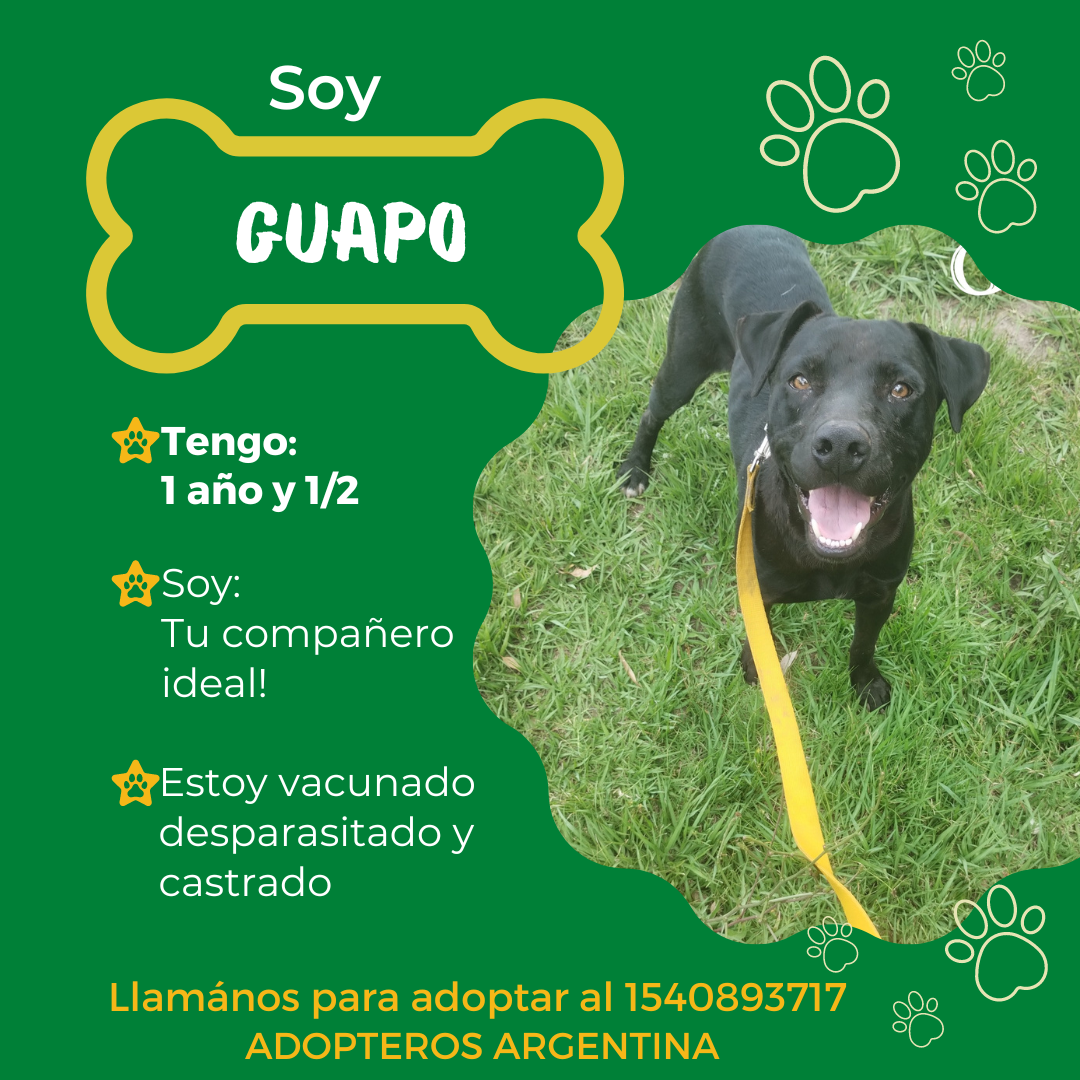 Soy
GUAPO
Tengo:
1 año y 1/2
Soy:
Tu compañero
ideal!
Estoy vacunado
desparasitado y
castrado
Llamános para adoptar al 1540893717
ADOPTEROS ARGENTINA